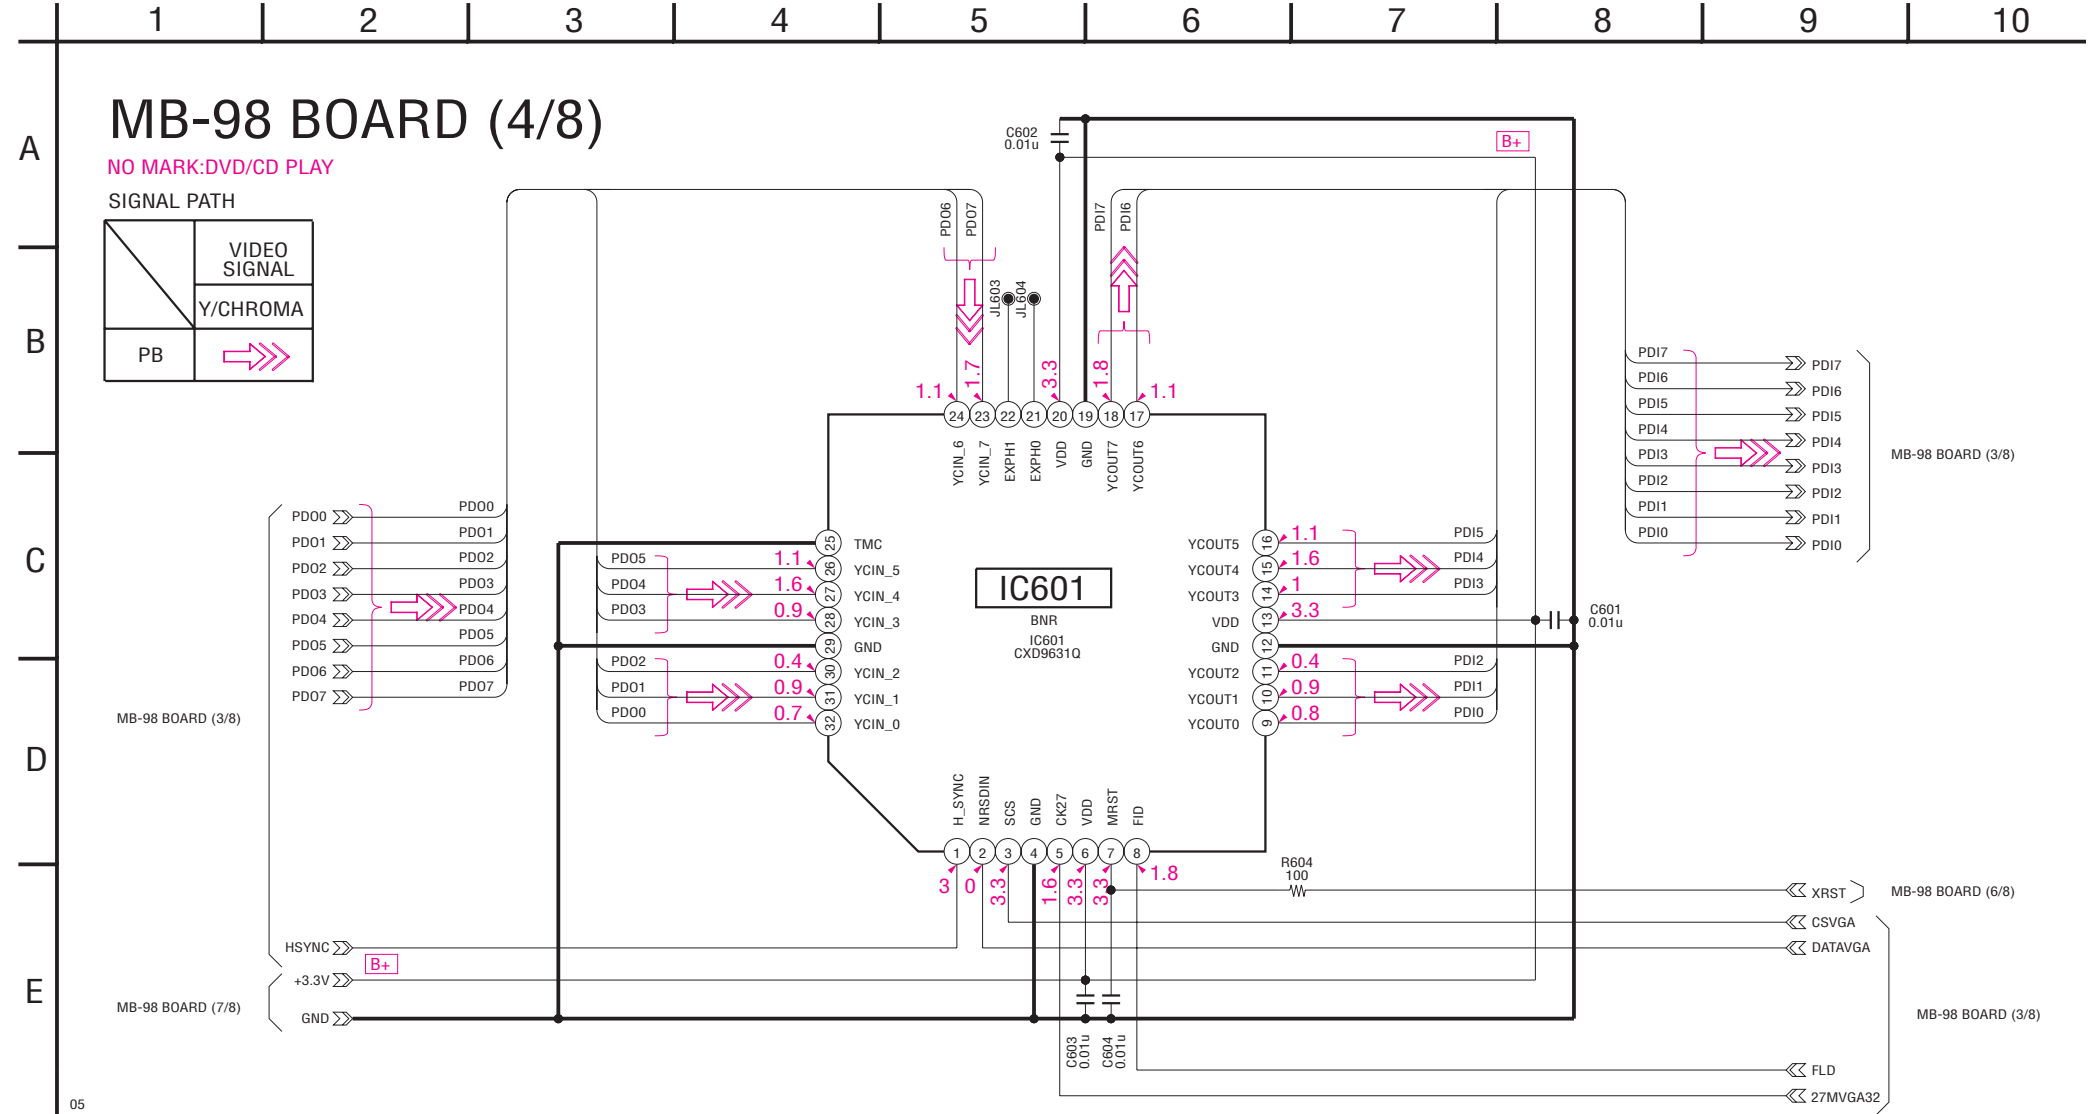 1 2 3 4 5 6 7 8 9 10
A
B
C
D
E
MB-98 BOARD (4/8)
NO MARK:DVD/CD PLAY
SIGNAL PATH
VIDEO
SIGNAL
Y/CHROMA
PB
C602
0.01u
B+
PDO6
PDO7
PDI7
PDI6
JL603
JL604
1.1
1.7
3.3
1.8
1.1
24 23 22 21 20 19 18 17
YCIN_6
YCIN_7
EXPH1
EXPH0
VDD
GND
YCOUT7
YCOUT6
PDO0 PDO0
PDO1 PDO1
PDO2 PDO2
PDO3 PDO3
PDO4 PDO4
PDO5 PDO5
PDO6 PDO6
PDO7 PDO7
MB-98 BOARD (3/8)
25 TMC
PDO5 1.1 26 YCIN_5
PDO4 1.6 27 YCIN_4
PDO3 0.9 28 YCIN_3
29 GND
PDO2 0.4 30 YCIN_2
PDO1 0.9 31 YCIN_1
PDO0 0.7 32 YCIN_0
IC601
BNR
IC601
CXD9631Q
YCOUT5 16 1.1 PDI5
YCOUT4 15 1.6 PDI4
YCOUT3 14 1 PDI3
VDD 13 3.3
GND 12
YCOUT2 11 0.4 PDI2
YCOUT1 10 0.9 PDI1
YCOUT0 9 0.8 PDI0
C601
0.01u
PDI7 PDI7
PDI6 PDI6
PDI5 PDI5
PDI4 PDI4
PDI3 PDI3
PDI2 PDI2
PDI1 PDI1
PDI0 PDI0
MB-98 BOARD (3/8)
H_SYNC
NRSDIN
SCS
GND
CK27
VDD
MRST
FID
1 2 3 4 5 6 7 8
3
0
3.3
1.6
3.3
3.3
1.8
R604
100
XRST
MB-98 BOARD (6/8)
CSVGA
DATAVGA
HSYNC
B+
+3.3V
MB-98 BOARD (7/8)
GND
C603
0.01u
C604
0.01u
MB-98 BOARD (3/8)
FLD
27MVGA32
05